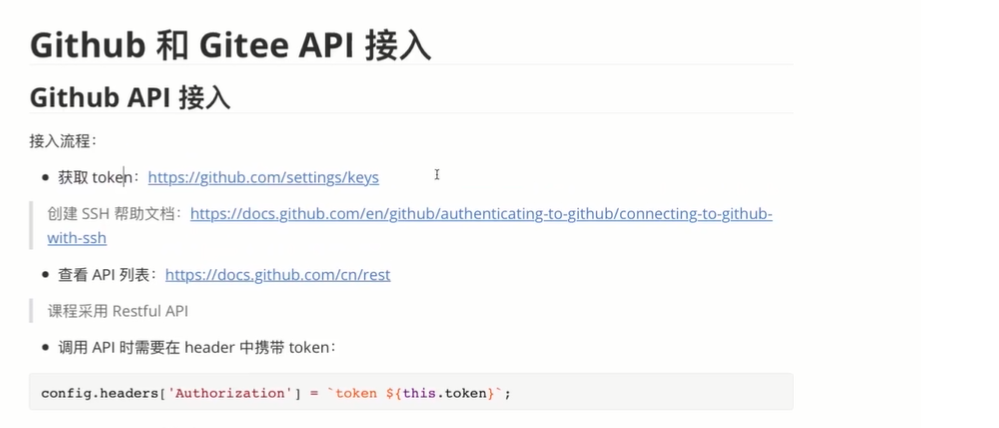 Github 和 Gitee API 接入
Github API 接入
接入流程：
获取 token：https://github.com/settings/keys
创建 SSH 帮助文档：https://docs.github.com/en/github/authenticating-to-github/connecting-to-github-
with-ssh
查看 API 列表：https://docs.github.com/cn/rest
课程采用 Restful API
调用 API 时需要在 header 中携带 token：
config.headers['Authorization'] = `token ${this.token}`;